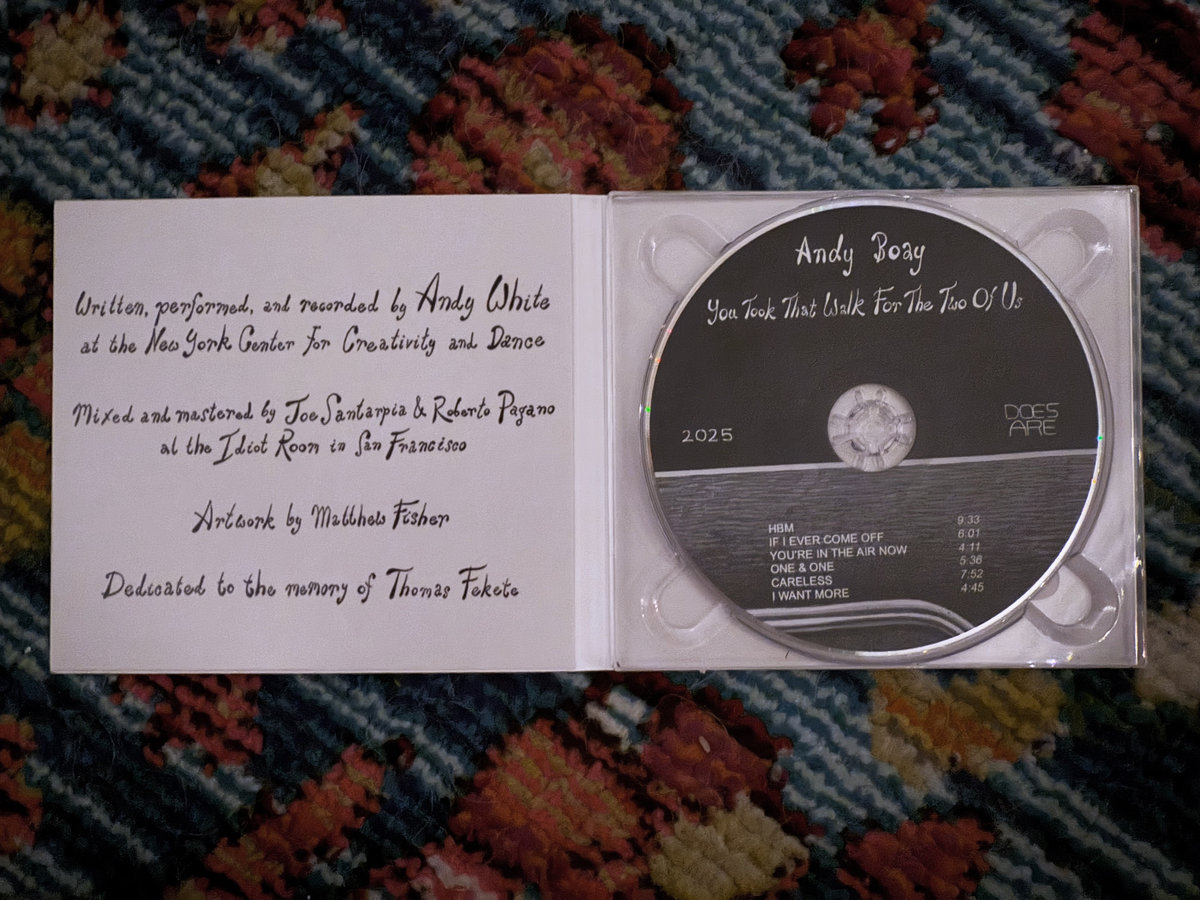 Written, performed, and recorded by Andy White
at the New York Center for Creativity and Dance
Mixed and mastered by Joe Santarpia & Roberto Pagano
at the Idiot Room in San Francisco
Artwork by Matthew Fisher
Dedicated to the memory of Thomas Fekete
Andy Boay
You Took That Walk For The Two Of Us
2025
DOES
ARE
HBM 9:33
IF I EVER COME OFF 6:01
YOU'RE IN THE AIR NOW 4:11
ONE & ONE 5:36
CARELESS 7:52
I WANT MORE 4:45